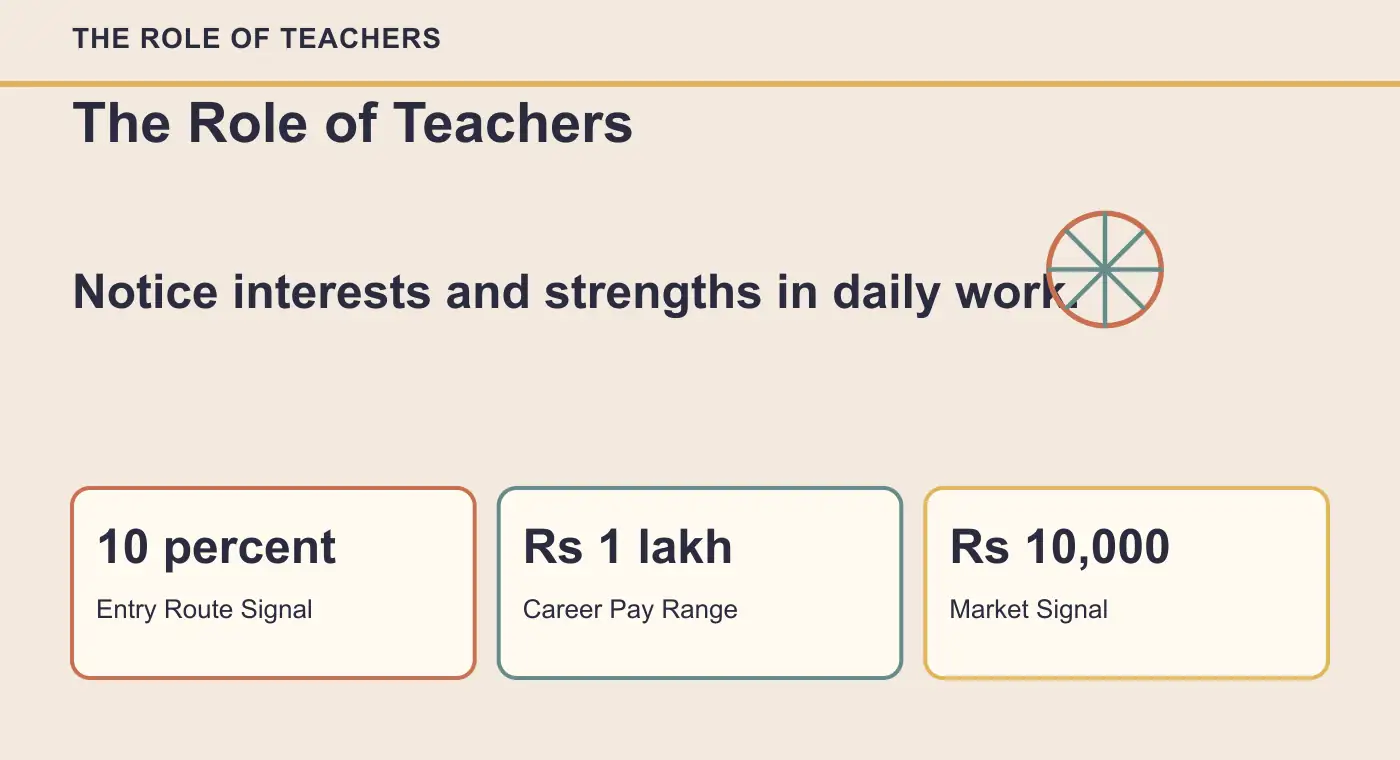 THE ROLE OF TEACHERS
The Role of Teachers
Notice interests and strengths in daily work.
10 percent
Entry Route Signal
Rs 1 lakh
Career Pay Range
Rs 10,000
Market Signal